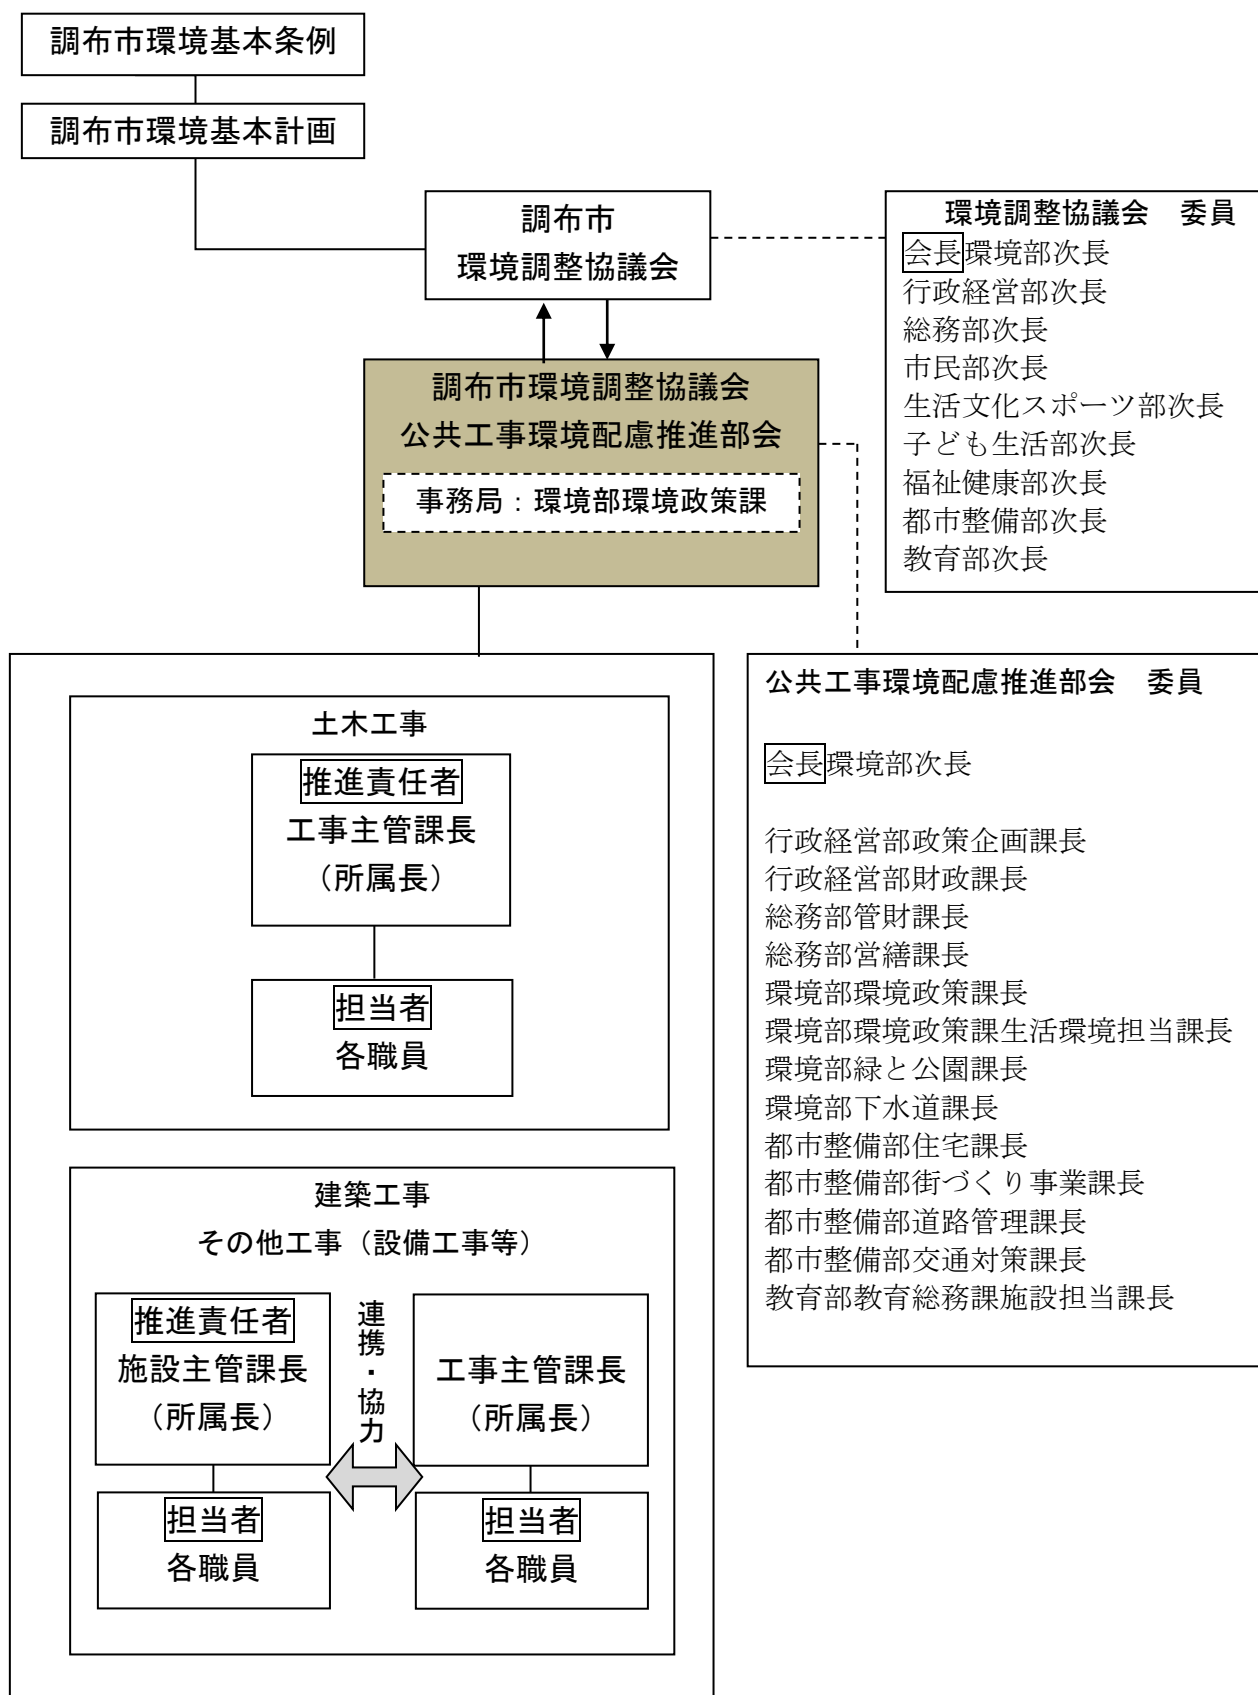 調布市環境基本条例
調布市環境基本計画
調布市
環境調整協議会
環境調整協議会　委員
会長環境部次長
行政経営部次長
総務部次長
市民部次長
生活文化スポーツ部次長
子ども生活部次長
福祉健康部次長
都市整備部次長
教育部次長
調布市環境調整協議会
公共工事環境配慮推進部会
事務局：環境部環境政策課
公共工事環境配慮推進部会　委員
会長環境部次長
行政経営部政策企画課長
行政経営部財政課長
総務部管財課長
総務部営繕課長
環境部環境政策課長
環境部環境政策課生活環境担当課長
環境部緑と公園課長
環境部下水道課長
都市整備部住宅課長
都市整備部街づくり事業課長
都市整備部道路管理課長
都市整備部交通対策課長
教育部教育総務課施設担当課長
土木工事
推進責任者
工事主管課長
（所属長）
担当者
各職員
建築工事
その他工事（設備工事等）
推進責任者
施設主管課長
（所属長）
連携・協力
工事主管課長
（所属長）
担当者
各職員
担当者
各職員